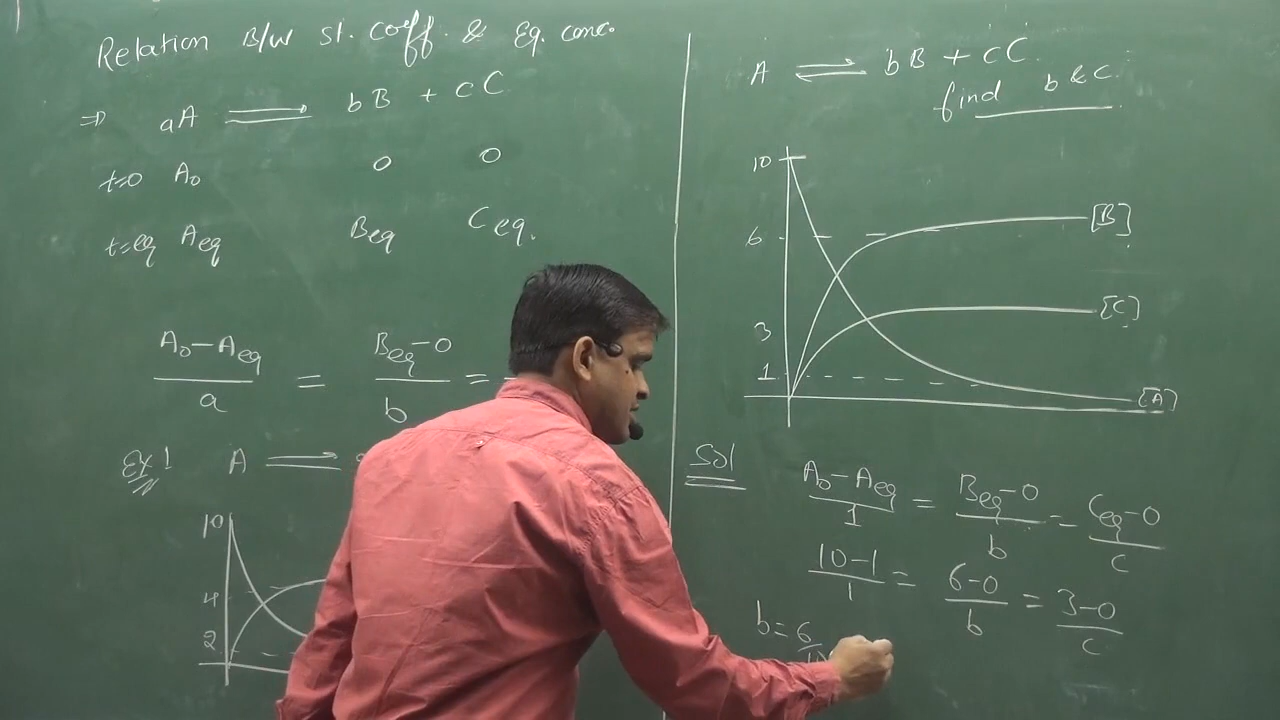 Relation B/w st. coeff. & Eq. conc.
⇒ aA ⇌ bB + cC
t=0 A₀ 0 0
t=eq Aeq Beq Ceq.
A₀-Aeq/a = Beq-0/b =
Ex! A
10
4
2
A ⇌ bB + cC
find b & c.
10
6 [B]
3 [C]
1 [A]
Sol
A₀-Aeq/1 = Beq-0/b = Ceq-0/c
10-1/1 = 6-0/b = 3-0/c
b = 6